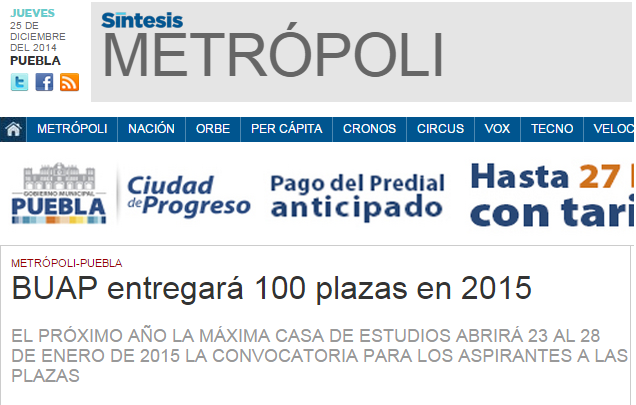 JUEVES
25 DE
DICIEMBRE
DEL 2014
PUEBLA
Síntesis
METRÓPOLI
METRÓPOLI NACIÓN ORBE PER CÁPITA CRONOS CIRCUS VOX TECNO VELOC
GOBIERNO MUNICIPAL
PUEBLA
Ciudad
de Progreso
Pago del Predial
anticipado
Hasta 27
con tari
METRÓPOLI-PUEBLA
BUAP entregará 100 plazas en 2015
EL PRÓXIMO AÑO LA MÁXIMA CASA DE ESTUDIOS ABRIRÁ 23 AL 28
DE ENERO DE 2015 LA CONVOCATORIA PARA LOS ASPIRANTES A LAS
PLAZAS